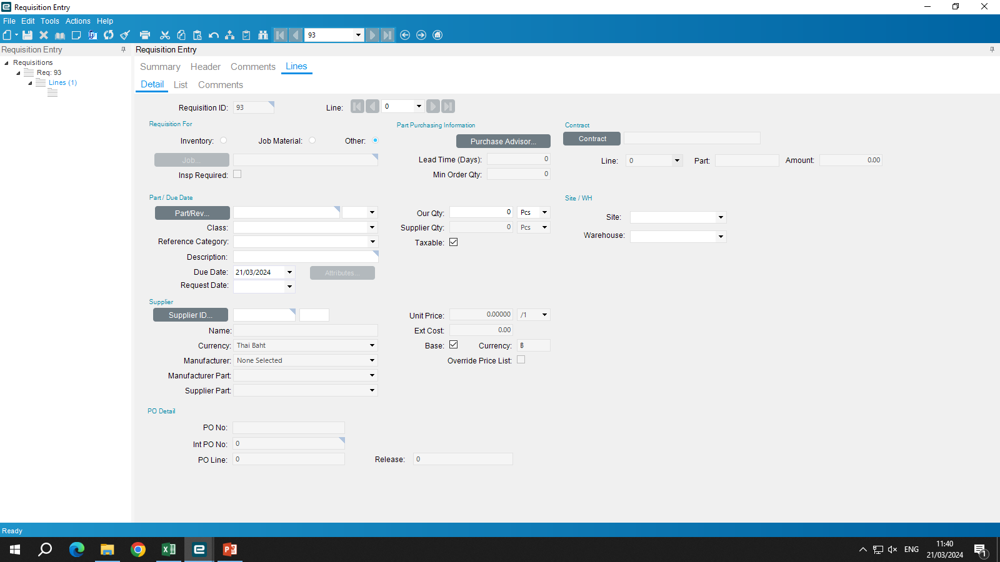 Requisition Entry
File Edit Tools Actions Help
93
Requisition Entry
Requisition Entry
Requisitions
Req: 93
Lines (1)
Summary Header Comments Lines
Detail List Comments
Requisition ID: 93 Line: 0
Requisition For Part Purchasing Information Contract
Inventory: Job Material: Other: Purchase Advisor... Contract
Job... Lead Time (Days): 0 Line: 0 Part: Amount: 0.00
Insp Required: Min Order Qty: 0
Part / Due Date Site / WH
Part/Rev... Our Qty: 0 Pcs Site:
Class: Supplier Qty: 0 Pcs
Reference Category: Taxable: Warehouse:
Description:
Due Date: 21/03/2024 Attributes...
Request Date:
Supplier
Supplier ID... Unit Price: 0.00000 /1
Name: Ext Cost: 0.00
Currency: Thai Baht Base: Currency: ฿
Manufacturer: None Selected Override Price List:
Manufacturer Part:
Supplier Part:
PO Detail
PO No:
Int PO No: 0
PO Line: 0 Release: 0
Ready
ENG 11:40
21/03/2024
1